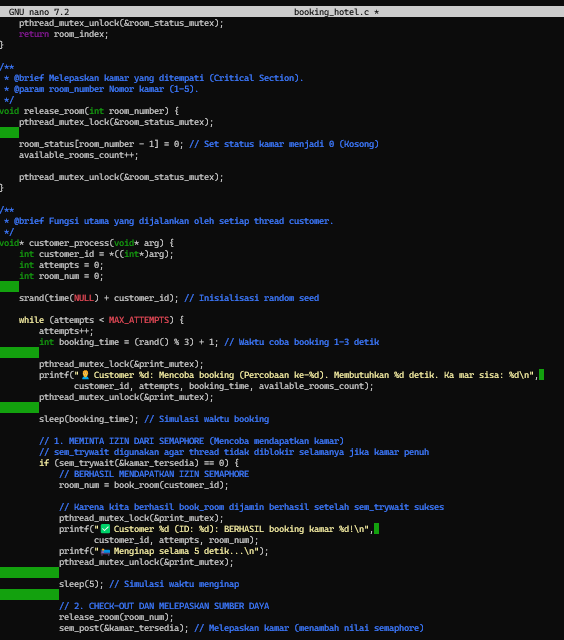 GNU nano 7.2 booking_hotel.c *
pthread_mutex_unlock(&room_status_mutex);
return room_index;
}
/**
* @brief Melepaskan kamar yang ditempati (Critical Section).
* @param room_number Nomor kamar (1-5).
*/
void release_room(int room_number) {
pthread_mutex_lock(&room_status_mutex);
room_status[room_number - 1] = 0; // Set status kamar menjadi 0 (Kosong)
available_rooms_count++;
pthread_mutex_unlock(&room_status_mutex);
}
/**
* @brief Fungsi utama yang dijalankan oleh setiap thread customer.
*/
void* customer_process(void* arg) {
int customer_id = *((int*)arg);
int attempts = 0;
int room_num = 0;
srand(time(NULL) + customer_id); // Inisialisasi random seed
while (attempts < MAX_ATTEMPTS) {
attempts++;
int booking_time = (rand() % 3) + 1; // Waktu coba booking 1-3 detik
pthread_mutex_lock(&print_mutex);
printf("🧑 Customer %d: Mencoba booking (Percobaan ke-%d). Membutuhkan %d detik. Ka mar sisa: %d\n",
customer_id, attempts, booking_time, available_rooms_count);
pthread_mutex_unlock(&print_mutex);
sleep(booking_time); // Simulasi waktu booking
// 1. MEMINTA IZIN DARI SEMAPHORE (Mencoba mendapatkan kamar)
// sem_trywait digunakan agar thread tidak diblokir selamanya jika kamar penuh
if (sem_trywait(&kamar_tersedia) == 0) {
// BERHASIL MENDAPATKAN IZIN SEMAPHORE
room_num = book_room(customer_id);
// Karena kita berhasil book_room dijamin berhasil setelah sem_trywait sukses
pthread_mutex_lock(&print_mutex);
printf("✅ Customer %d (ID: %d): BERHASIL booking kamar %d!\n",
customer_id, attempts, room_num);
printf("🛌 Menginap selama 5 detik...\n");
pthread_mutex_unlock(&print_mutex);
sleep(5); // Simulasi waktu menginap
// 2. CHECK-OUT DAN MELEPASKAN SUMBER DAYA
release_room(room_num);
sem_post(&kamar_tersedia); // Melepaskan kamar (menambah nilai semaphore)